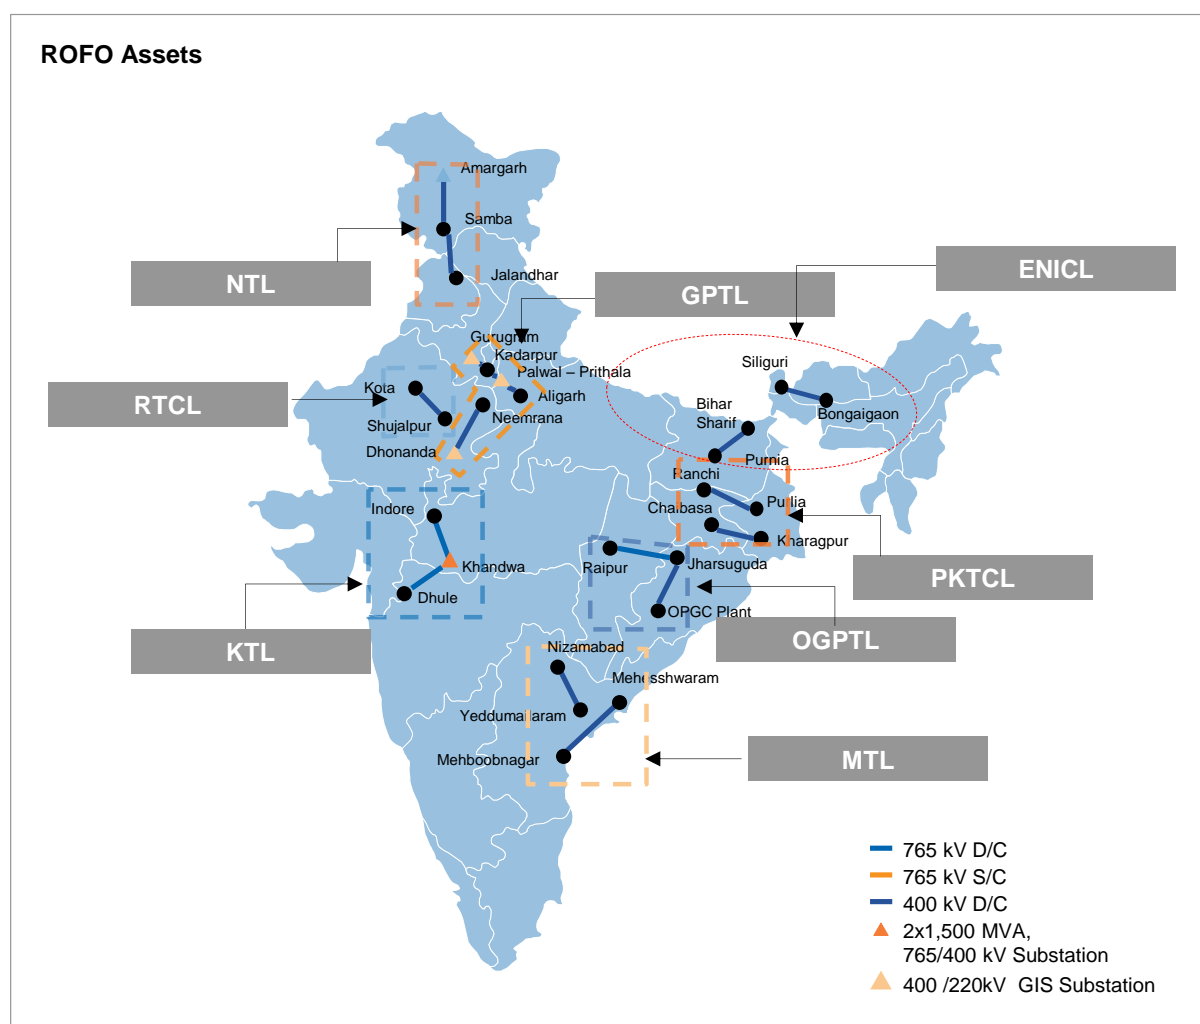 ROFO Assets
Amargarh
Samba
Jalandhar
NTL
ENICL
GPTL
Gurugram
Kadarpur
Palwal – Prithala
Aligarh
Neemrana
Siliguri
Bongaigaon
Kota
RTCL
Shujalpur
Dhonanda
Bihar
Sharif
Purnia
Ranchi
Purlia
Chaibasa
Kharagpur
Indore
Khandwa
Dhule
Raipur
Jharsuguda
OPGC Plant
PKTCL
OGPTL
KTL
Nizamabad
Mehesshwaram
Yeddumailaram
Mehboobnagar
MTL
765 kV D/C
765 kV S/C
400 kV D/C
2x1,500 MVA,
765/400 kV Substation
400 /220kV GIS Substation